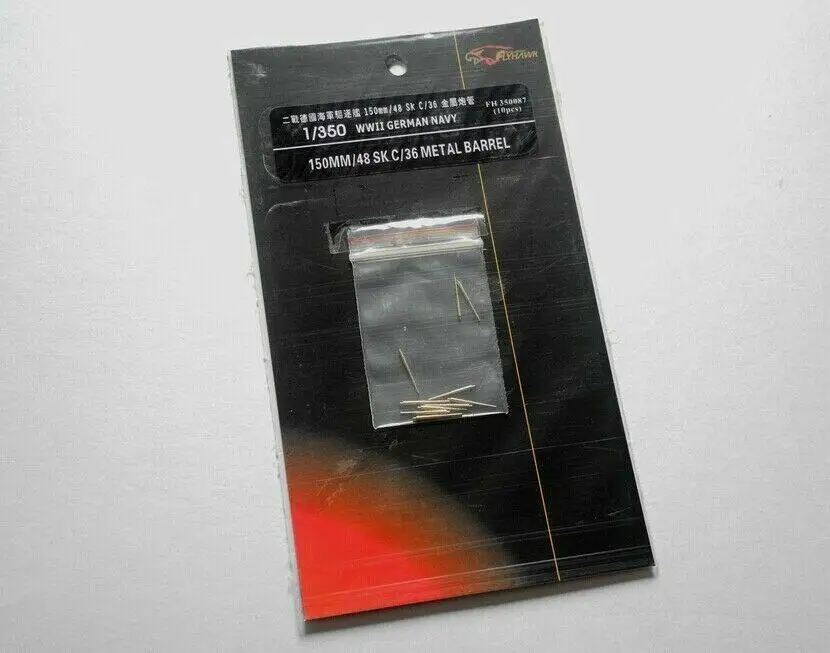 FLYHAWK
二戰德國海軍驅逐艦 150mm/48 SK C/36 金屬炮管 FH 350087
1/350 WWII GERMAN NAVY (10pcs)
150MM/48 SK C/36 METAL BARREL